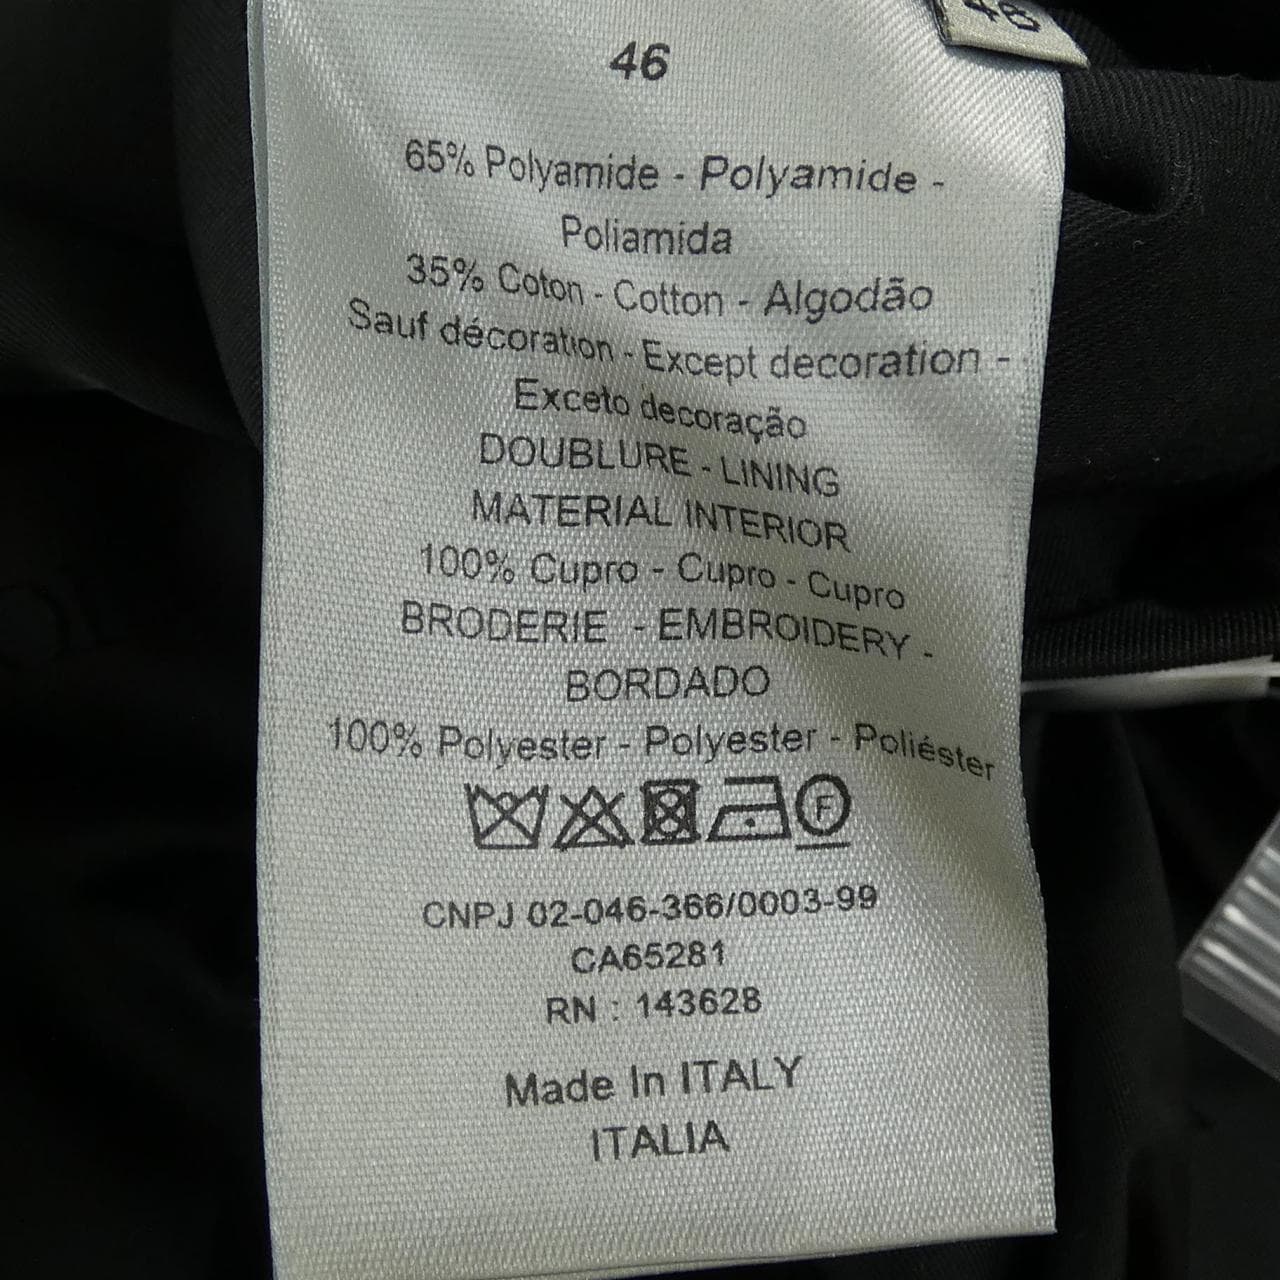 48
46
65% Polyamide - Polyamide -
Poliamida
35% Coton - Cotton - Algodão
Sauf décoration - Except decoration -
Exceto decoração
DOUBLURE - LINING
MATERIAL INTERIOR
100% Cupro - Cupro - Cupro
BRODERIE - EMBROIDERY -
BORDADO
100% Polyester - Polyester - Poliéster
F
CNPJ 02-046-366/0003-99
CA65281
RN : 143628
Made In ITALY
ITALIA